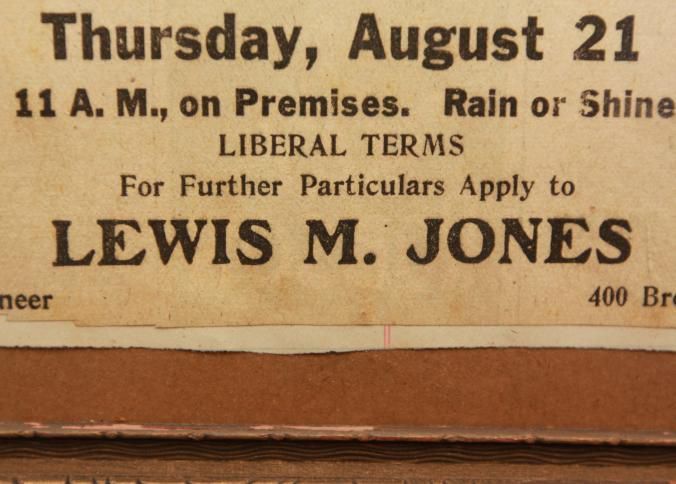 Thursday, August 21
11 A. M., on Premises. Rain or Shine
LIBERAL TERMS
For Further Particulars Apply to
LEWIS M. JONES
neer 400 Bro